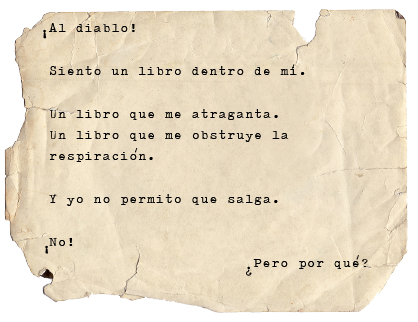 ¡Al diablo!
Siento un libro dentro de mí.
Un libro que me atraganta.
Un libro que me obstruye la
respiración.
Y yo no permito que salga.
¡No!
¿Pero por qué?